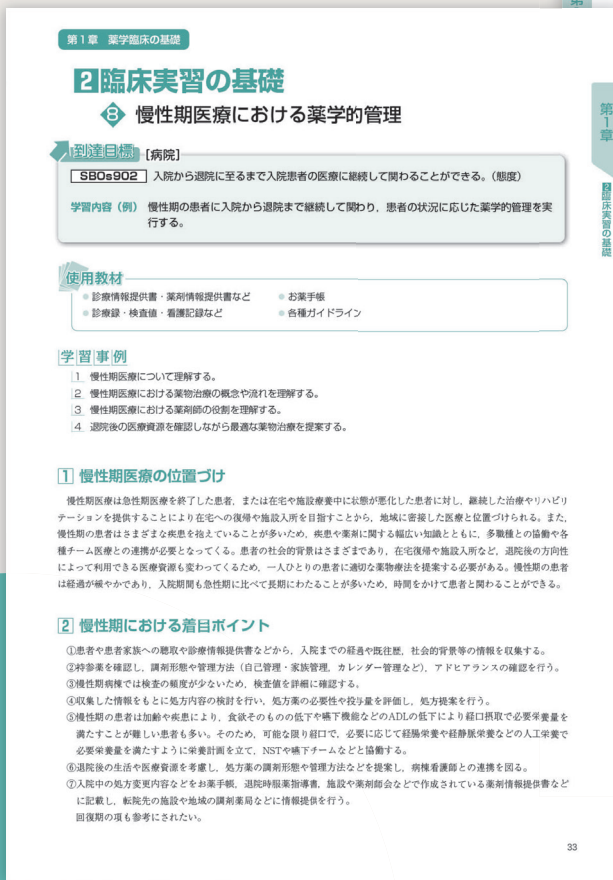 第
第1章 薬学臨床の基礎
2臨床実習の基礎
8 慢性期医療における薬学的管理
第1章
2臨床実習の基礎
到達目標 [病院]
SBOs902 入院から退院に至るまで入院患者の医療に継続して関わることができる。(態度)
学習内容(例) 慢性期の患者に入院から退院まで継続して関わり,患者の状況に応じた薬学的管理を実
行する。
使用教材
●診療情報提供書・薬剤情報提供書など ●お薬手帳
●診療録・検査値・看護記録など ●各種ガイドライン
学習事例
1 慢性期医療について理解する。
2 慢性期医療における薬物治療の概念や流れを理解する。
3 慢性期医療における薬剤師の役割を理解する。
4 退院後の医療資源を確認しながら最適な薬物治療を提案する。
1 慢性期医療の位置づけ
慢性期医療は急性期医療を終了した患者,または在宅や施設療養中に状態が悪化した患者に対し,継続した治療やリハビリ
テーションを提供することにより在宅への復帰や施設入所を目指すことから,地域に密接した医療と位置づけられる。また,
慢性期の患者はさまざまな疾患を抱えていることが多いため,疾患や薬剤に関する幅広い知識とともに,多職種との協働や各
種チーム医療との連携が必要となってくる。患者の社会的背景はさまざまであり,在宅復帰や施設入所など,退院後の方向性
によって利用できる医療資源も変わってくるため,一人ひとりの患者に適切な薬物療法を提案する必要がある。慢性期の患者
は経過が緩やかであり,入院期間も急性期に比べて長期にわたることが多いため,時間をかけて患者と関わることができる。
2 慢性期における着目ポイント
①患者や患者家族への聴取や診療情報提供書などから,入院までの経過や既往歴,社会的背景等の情報を収集する。
②持参薬を確認し,調剤形態や管理方法(自己管理・家族管理,カレンダー管理など),アドヒアランスの確認を行う。
③慢性期病棟では検査の頻度が少ないため,検査値を詳細に確認する。
④収集した情報をもとに処方内容の検討を行い,処方薬の必要性や投与量を評価し,処方提案を行う。
⑤慢性期の患者は加齢や疾患により,食欲そのものの低下や嚥下機能などのADLの低下により経口摂取で必要栄養量を
満たすことが難しい患者も多い。そのため,可能な限り経口で,必要に応じて経腸栄養や経静脈栄養などの人工栄養で
必要栄養量を満たすように栄養計画を立て,NSTや嚥下チームなどと協働する。
⑥退院後の生活や医療資源を考慮し,処方薬の調剤形態や管理方法などを提案し,病棟看護師との連携を図る。
⑦入院中の処方変更内容などをお薬手帳,退院時服薬指導書,施設や薬剤師会などで作成されている薬剤情報提供書など
に記載し,転院先の施設や地域の調剤薬局などに情報提供を行う。
回復期の項も参考にされたい。
33